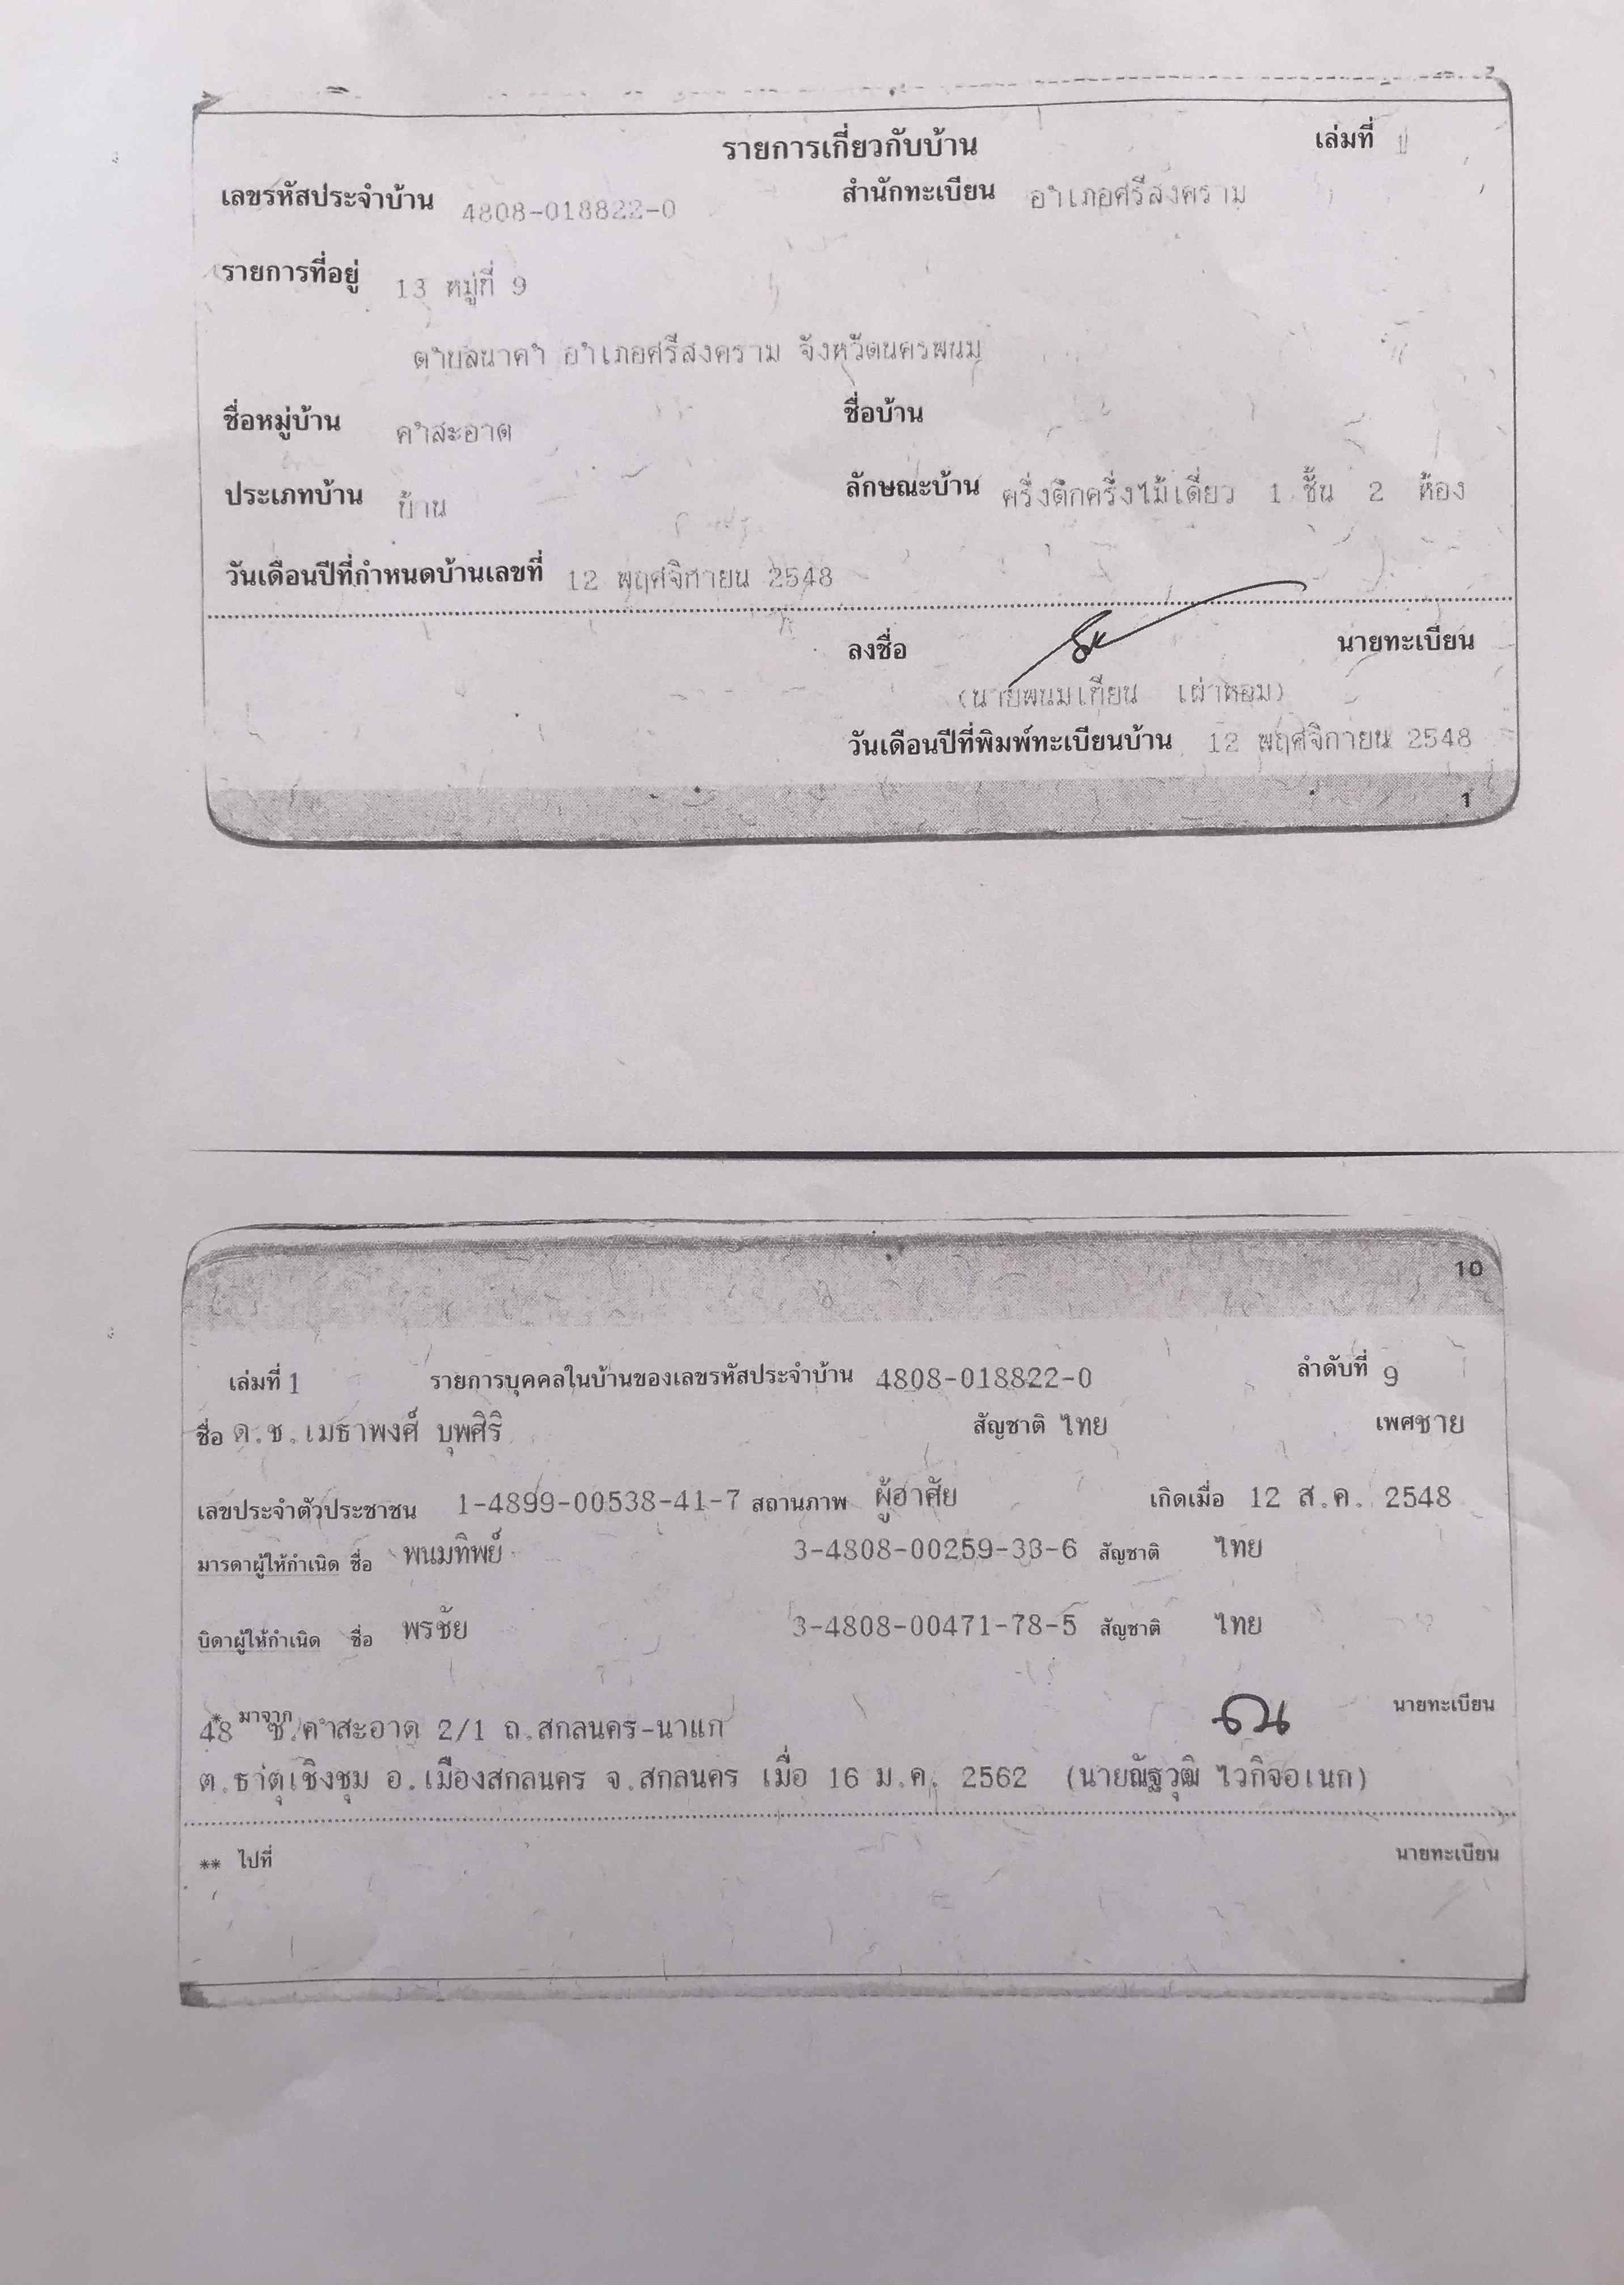 รายการเกี่ยวกับบ้าน เล่มที่ 1
เลขรหัสประจำบ้าน 4808-018822-0 สำนักทะเบียน อำเภอศรีสงคราม
รายการที่อยู่ 13 หมู่ที่ 9
ตำบลนาคำ อำเภอศรีสงคราม จังหวัดนครพนม
ชื่อหมู่บ้าน คำสะอาด ชื่อบ้าน
ประเภทบ้าน บ้าน ลักษณะบ้าน ครึ่งตึกครึ่งไม้เดี่ยว 1 ชั้น 2 ห้อง
วันเดือนปีที่กำหนดบ้านเลขที่ 12 พฤศจิกายน 2548
ลงชื่อ นายทะเบียน
(นายพนมเทียน เผ่าหอม)
วันเดือนปีที่พิมพ์ทะเบียนบ้าน 12 พฤศจิกายน 2548
1
10
เล่มที่ 1 รายการบุคคลในบ้านของเลขรหัสประจำบ้าน 4808-018822-0 ลำดับที่ 9
ชื่อ ด.ช.เมธาพงศ์ บุพศิริ สัญชาติ ไทย เพศ ชาย
เลขประจำตัวประชาชน 1-4899-00538-41-7 สถานภาพ ผู้อาศัย เกิดเมื่อ 12 ส.ค. 2548
มารดาผู้ให้กำเนิด ชื่อ พนมทิพย์ 3-4808-00259-33-6 สัญชาติ ไทย
บิดาผู้ให้กำเนิด ชื่อ พรชัย 3-4808-00471-78-5 สัญชาติ ไทย
* มาจาก นายทะเบียน
48 ซ.คำสะอาด 2/1 ถ.สกลนคร-นาแก
ต.ธาตุเชิงชุม อ.เมืองสกลนคร จ.สกลนคร เมื่อ 16 ม.ค. 2562 (นายณัฐวุฒิ ไวกิจอเนก)
** ไปที่ นายทะเบียน